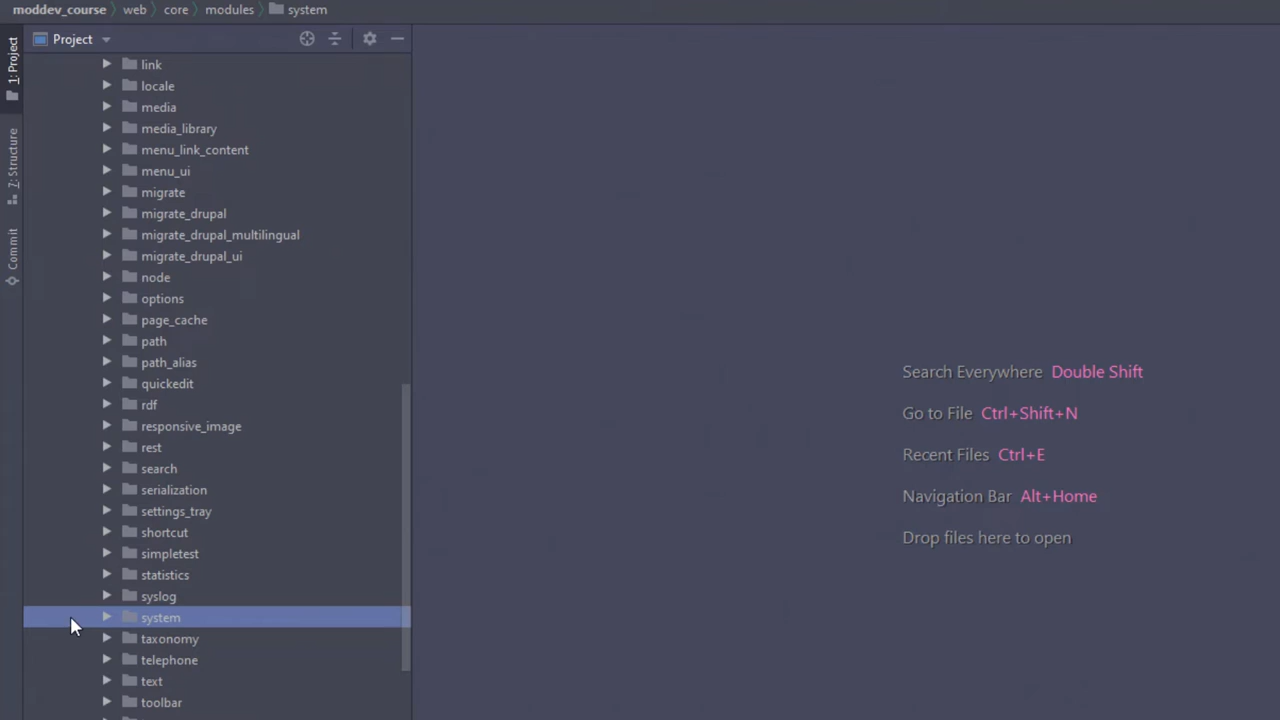 moddev_course web core modules system
Project
1: Project
7: Structure
Commit
link
locale
media
media_library
menu_link_content
menu_ui
migrate
migrate_drupal
migrate_drupal_multilingual
migrate_drupal_ui
node
options
page_cache
path
path_alias
quickedit
rdf
responsive_image
rest
search
serialization
settings_tray
shortcut
simpletest
statistics
syslog
system
taxonomy
telephone
text
toolbar
Search Everywhere Double Shift
Go to File Ctrl+Shift+N
Recent Files Ctrl+E
Navigation Bar Alt+Home
Drop files here to open